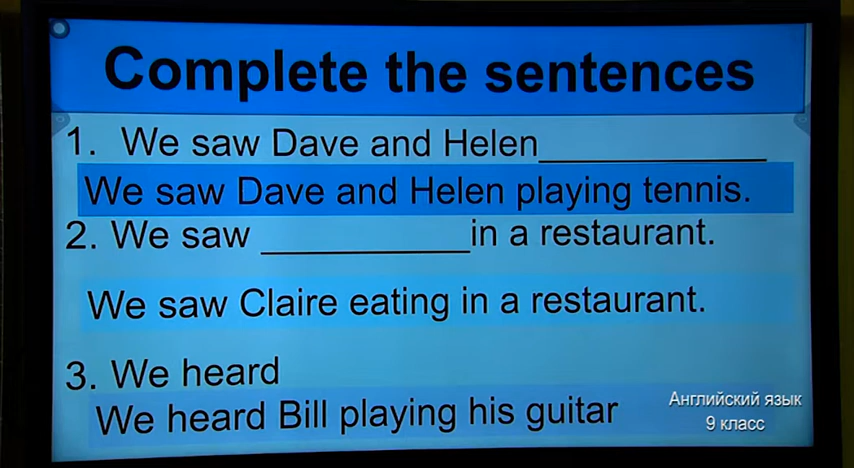 Complete the sentences
1. We saw Dave and Helen___________
We saw Dave and Helen playing tennis.
2. We saw __________in a restaurant.
We saw Claire eating in a restaurant.
3. We heard
We heard Bill playing his guitar
Английский язык
9 класс